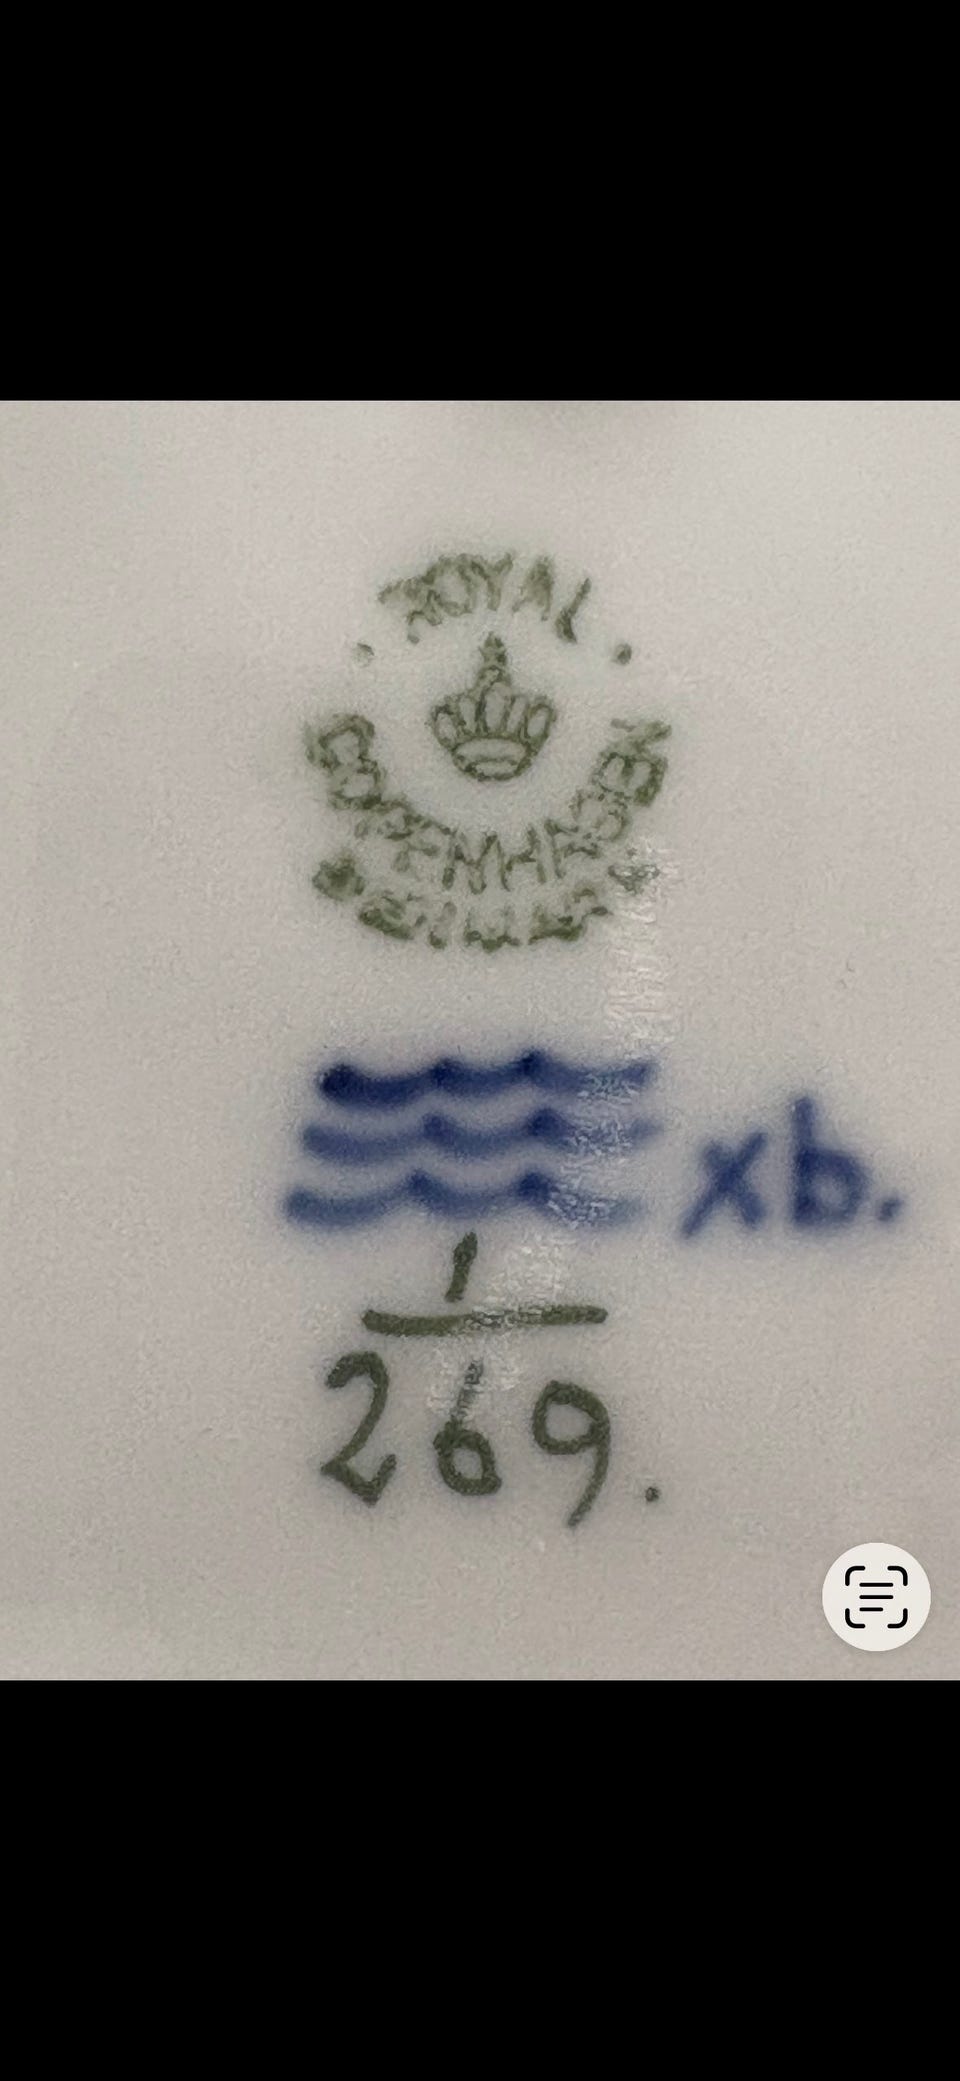 ROYAL
COPENHAGEN
xb.
1
269.